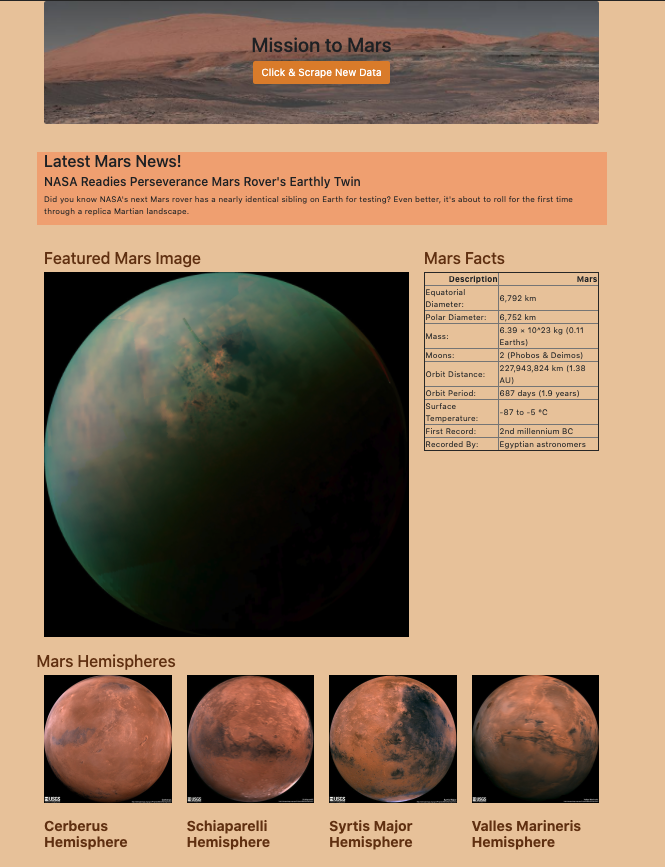 Mission to Mars
Click & Scrape New Data
Latest Mars News!
NASA Readies Perseverance Mars Rover's Earthly Twin
Did you know NASA's next Mars rover has a nearly identical sibling on Earth for testing? Even better, it's about to roll for the first time
through a replica Martian landscape.
Featured Mars Image
Mars Facts
Description Mars
Equatorial
Diameter: 6,792 km
Polar Diameter: 6,752 km
Mass: 6.39 × 10^23 kg (0.11
Earths)
Moons: 2 (Phobos & Deimos)
Orbit Distance: 227,943,824 km (1.38
AU)
Orbit Period: 687 days (1.9 years)
Surface
Temperature: -87 to -5 °C
First Record: 2nd millennium BC
Recorded By: Egyptian astronomers
Mars Hemispheres
USGS
USGS
USGS
USGS
Cerberus
Hemisphere
Schiaparelli
Hemisphere
Syrtis Major
Hemisphere
Valles Marineris
Hemisphere